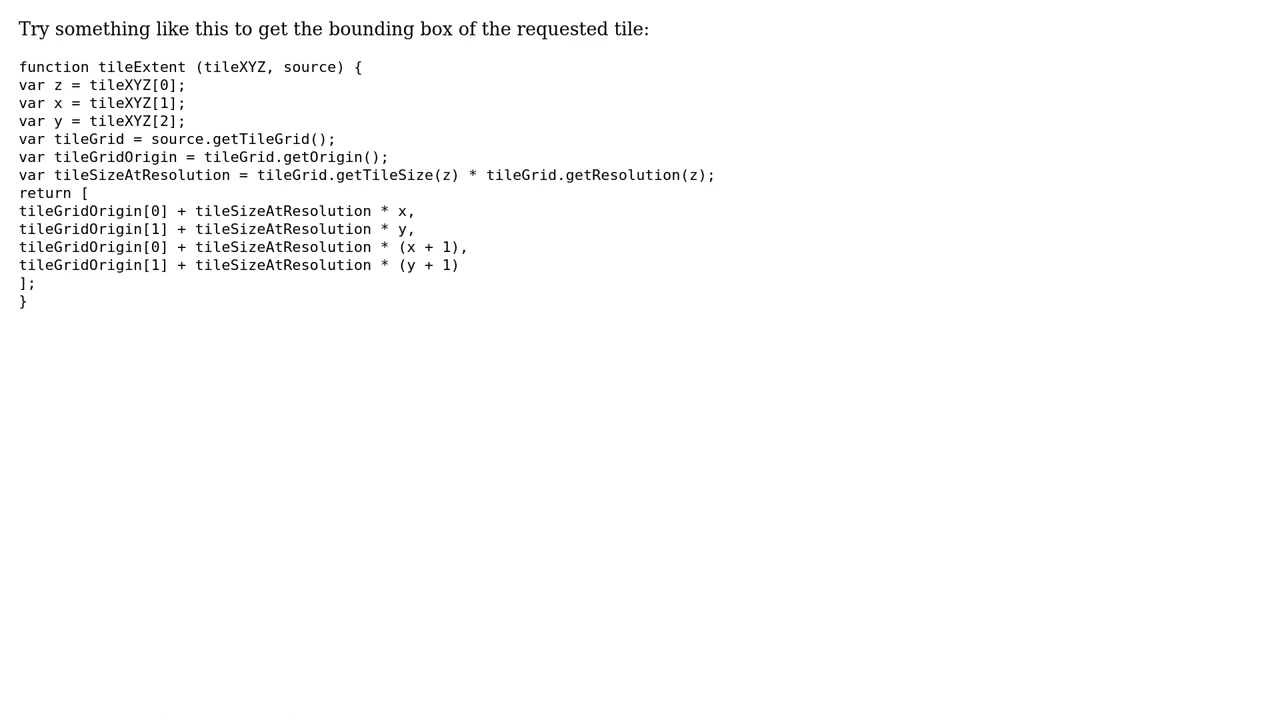 Try something like this to get the bounding box of the requested tile:
function tileExtent (tileXYZ, source) {
var z = tileXYZ[0];
var x = tileXYZ[1];
var y = tileXYZ[2];
var tileGrid = source.getTileGrid();
var tileGridOrigin = tileGrid.getOrigin();
var tileSizeAtResolution = tileGrid.getTileSize(z) * tileGrid.getResolution(z);
return [
tileGridOrigin[0] + tileSizeAtResolution * x,
tileGridOrigin[1] + tileSizeAtResolution * y,
tileGridOrigin[0] + tileSizeAtResolution * (x + 1),
tileGridOrigin[1] + tileSizeAtResolution * (y + 1)
];
}